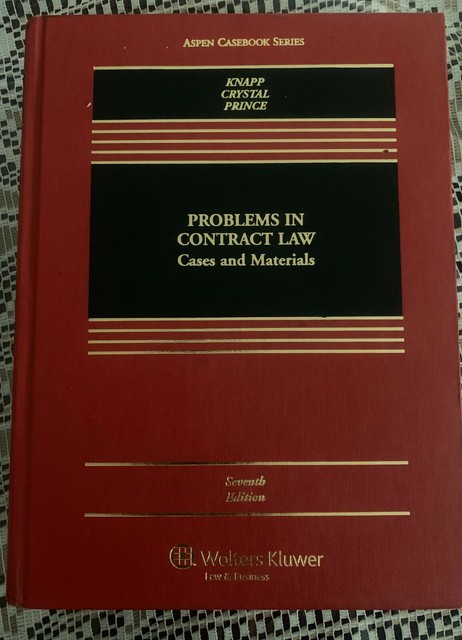 ASPEN CASEBOOK SERIES
KNAPP
CRYSTAL
PRINCE
PROBLEMS IN
CONTRACT LAW
Cases and Materials
Seventh
Edition
Wolters Kluwer
Law & Business